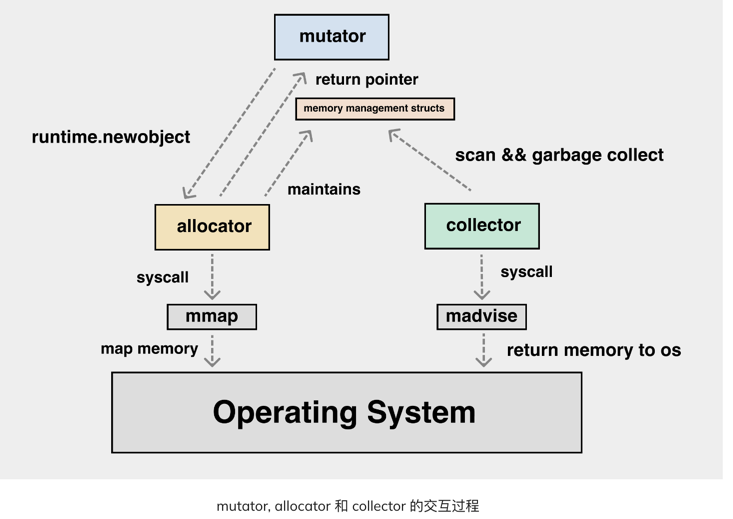 mutator
return pointer
memory management structs
runtime.newobject
scan && garbage collect
maintains
allocator
collector
syscall
syscall
mmap
madvise
map memory
return memory to os
Operating System
mutator, allocator 和 collector 的交互过程